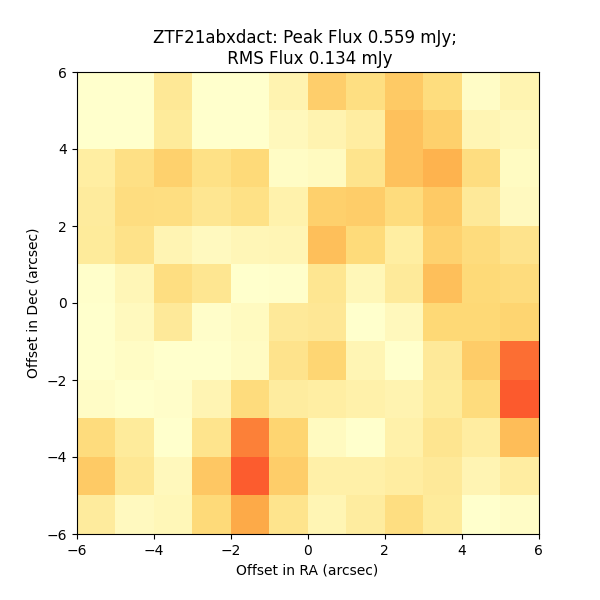 ZTF21abxdact: Peak Flux 0.559 mJy;
RMS Flux 0.134 mJy
6
4
2
0
−2
−4
−6
Offset in Dec (arcsec)
−6 −4 −2 0 2 4 6
Offset in RA (arcsec)